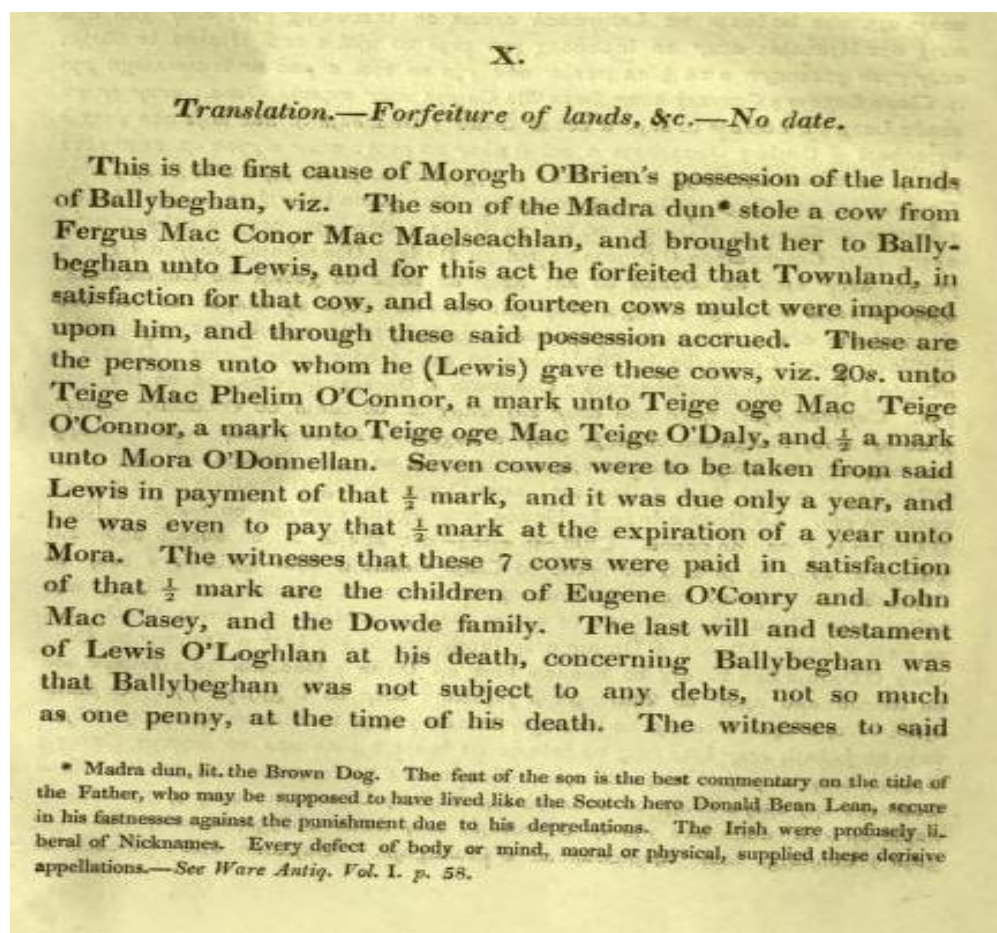 X.
Translation.—Forfeiture of lands, &c.—No date.
This is the first cause of Morogh O'Brien's possession of the lands
of Ballybeghan, viz. The son of the Madra dun* stole a cow from
Fergus Mac Conor Mac Maelseachlan, and brought her to Bally-
beghan unto Lewis, and for this act he forfeited that Townland, in
satisfaction for that cow, and also fourteen cows mulct were imposed
upon him, and through these said possession accrued. These are
the persons unto whom he (Lewis) gave these cows, viz. 20s. unto
Teige Mac Phelim O'Connor, a mark unto Teige oge Mac Teige
O'Connor, a mark unto Teige oge Mac Teige O'Daly, and ½ a mark
unto Mora O'Donnellan. Seven cowes were to be taken from said
Lewis in payment of that ½ mark, and it was due only a year, and
he was even to pay that ½ mark at the expiration of a year unto
Mora. The witnesses that these 7 cows were paid in satisfaction
of that ½ mark are the children of Eugene O'Conry and John
Mac Casey, and the Dowde family. The last will and testament
of Lewis O'Loghlan at his death, concerning Ballybeghan was
that Ballybeghan was not subject to any debts, not so much
as one penny, at the time of his death. The witnesses to said
* Madra dun, lit. the Brown Dog. The feat of the son is the best commentary on the title of
the Father, who may be supposed to have lived like the Scotch hero Donald Bean Lean, secure
in his fastnesses against the punishment due to his depredations. The Irish were profusely li-
beral of Nicknames. Every defect of body or mind, moral or physical, supplied these derisive
appellations.—See Ware Antiq. Vol. I. p. 58.